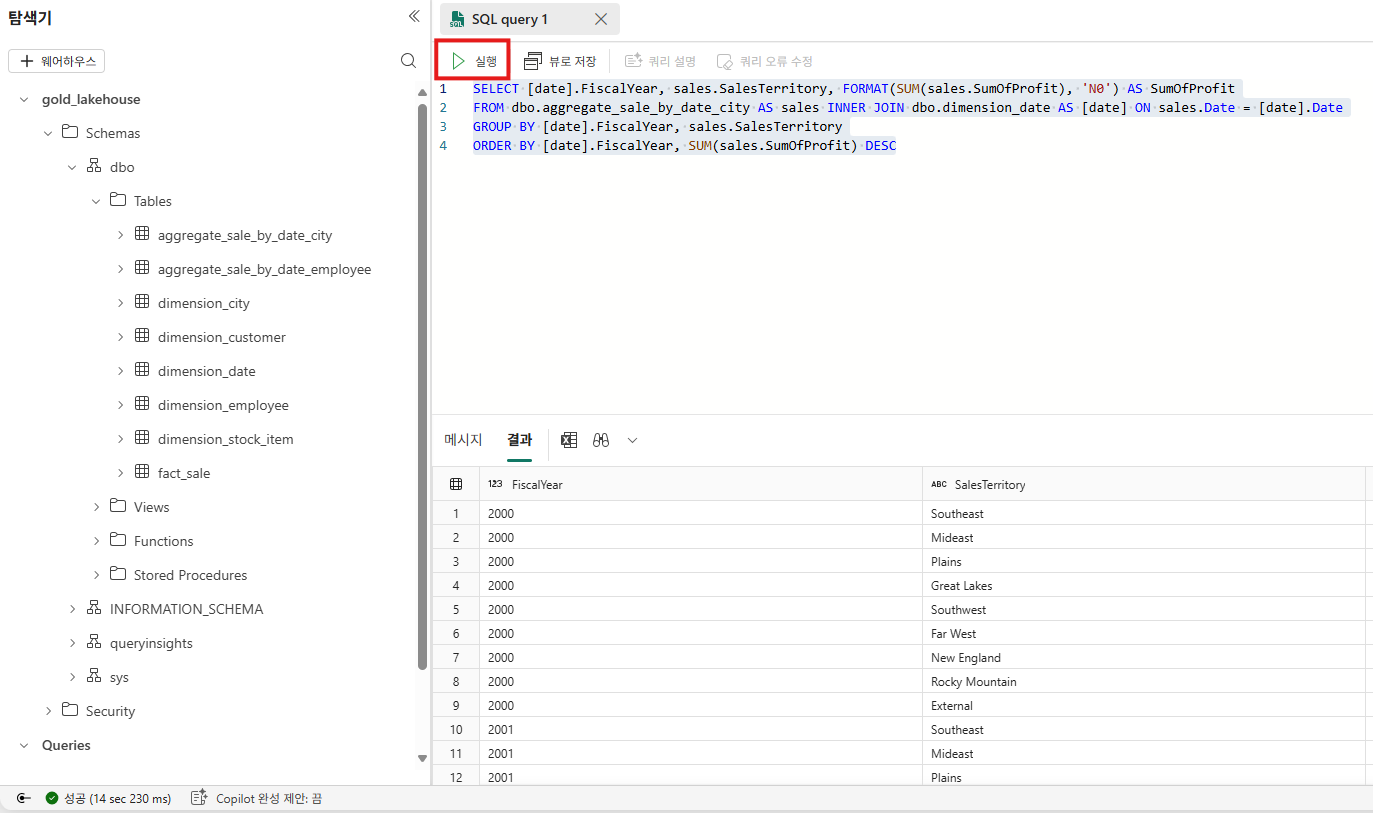 탐색기
웨어하우스
gold_lakehouse
Schemas
dbo
Tables
aggregate_sale_by_date_city
aggregate_sale_by_date_employee
dimension_city
dimension_customer
dimension_date
dimension_employee
dimension_stock_item
fact_sale
Views
Functions
Stored Procedures
INFORMATION_SCHEMA
queryinsights
sys
Security
Queries
SQL query 1
실행 뷰로 저장 쿼리 설명 쿼리 오류 수정
1 SELECT [date].FiscalYear, sales.SalesTerritory, FORMAT(SUM(sales.SumOfProfit), 'N0') AS SumOfProfit
2 FROM dbo.aggregate_sale_by_date_city AS sales INNER JOIN dbo.dimension_date AS [date] ON sales.Date = [date].Date
3 GROUP BY [date].FiscalYear, sales.SalesTerritory
4 ORDER BY [date].FiscalYear, SUM(sales.SumOfProfit) DESC
메시지 결과
123 FiscalYear ABC SalesTerritory
1 2000 Southeast
2 2000 Mideast
3 2000 Plains
4 2000 Great Lakes
5 2000 Southwest
6 2000 Far West
7 2000 New England
8 2000 Rocky Mountain
9 2000 External
10 2001 Southeast
11 2001 Mideast
12 2001 Plains
성공 (14 sec 230 ms) Copilot 완성 제안: 끔